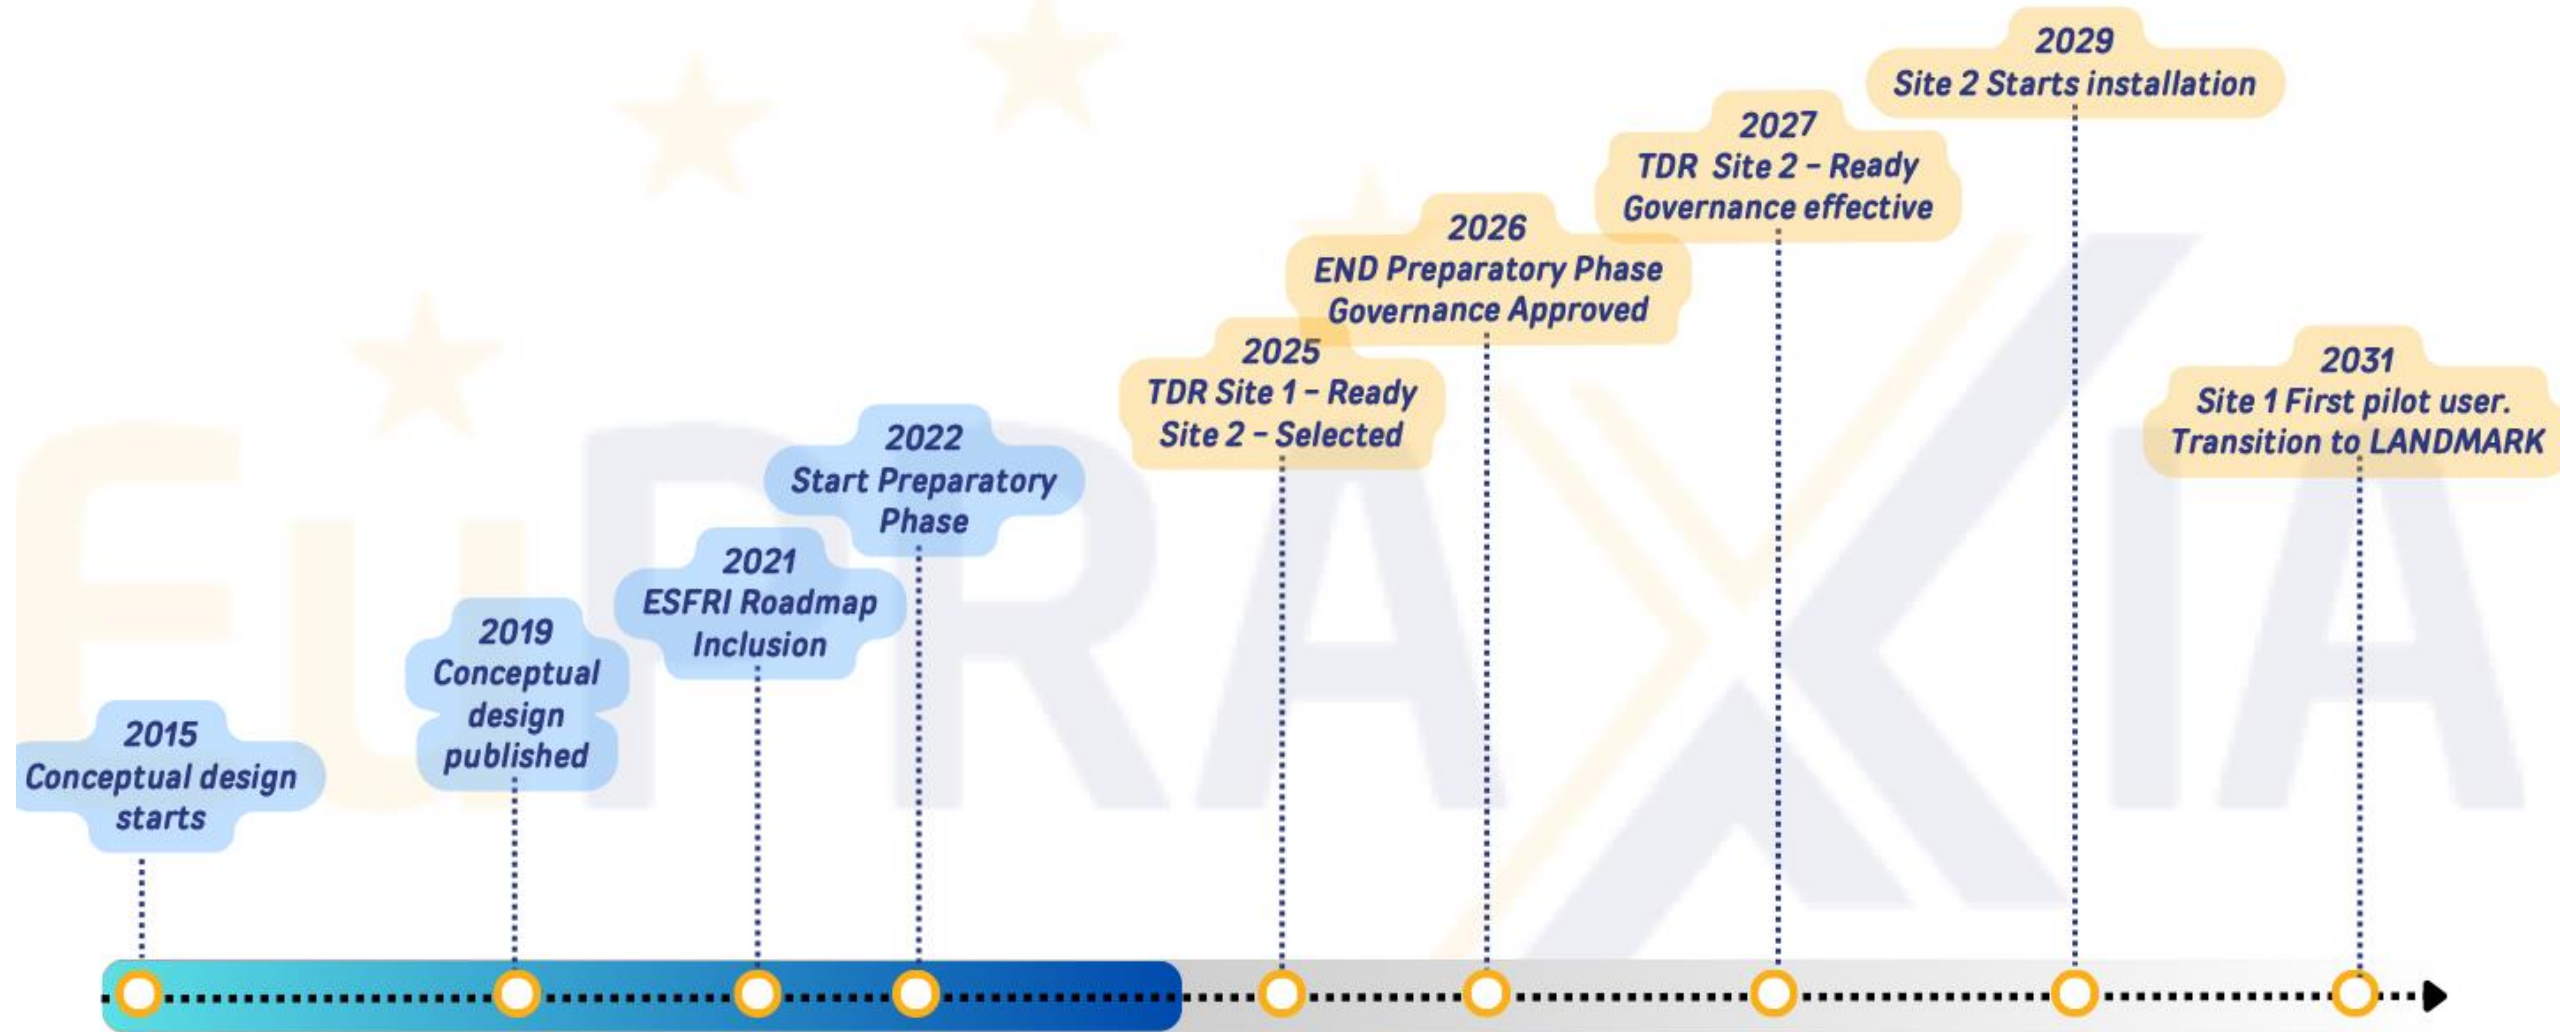 2015
Conceptual design
starts
2019
Conceptual
design
published
2021
ESFRI Roadmap
Inclusion
2022
Start Preparatory
Phase
2025
TDR Site 1 – Ready
Site 2 – Selected
2026
END Preparatory Phase
Governance Approved
2027
TDR Site 2 – Ready
Governance effective
2029
Site 2 Starts installation
2031
Site 1 First pilot user.
Transition to LANDMARK
EuPRAXIA